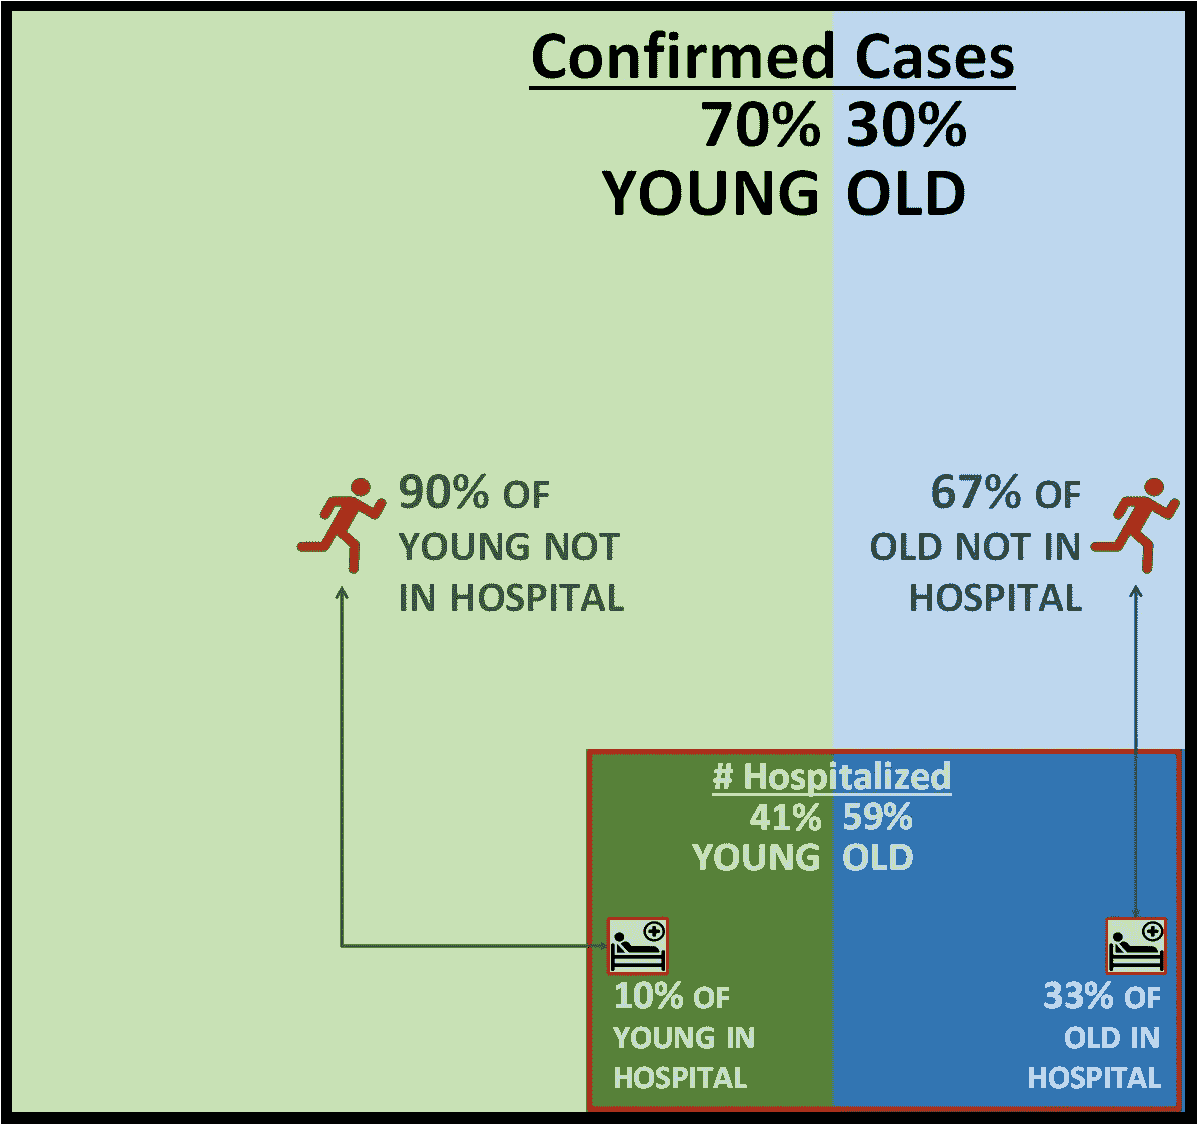 Confirmed Cases
70% 30%
YOUNG OLD
90% OF
YOUNG NOT
IN HOSPITAL
67% OF
OLD NOT IN
HOSPITAL
# Hospitalized
41% 59%
YOUNG OLD
10% OF
YOUNG IN
HOSPITAL
33% OF
OLD IN
HOSPITAL